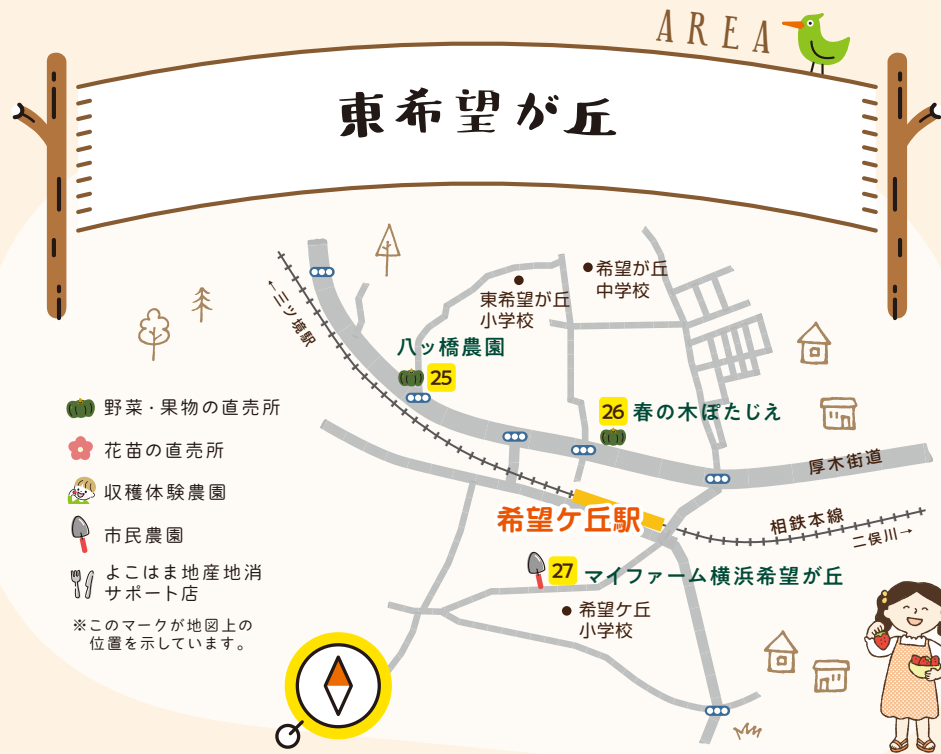 AREA
東希望が丘
希望が丘
中学校
東希望が丘
小学校
←三ツ境駅
八ッ橋農園
25
26 春の木ぽたじえ
野菜・果物の直売所
花苗の直売所
収穫体験農園
市民農園
よこはま地産地消
サポート店
※このマークが地図上の
位置を示しています。
厚木街道
希望ケ丘駅
相鉄本線
二俣川→
27 マイファーム横浜希望が丘
希望ケ丘
小学校